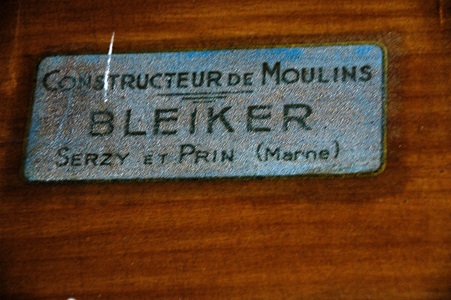 CONSTRUCTEUR DE MOULINS
BLEIKER
SERZY ET PRIN (Marne)